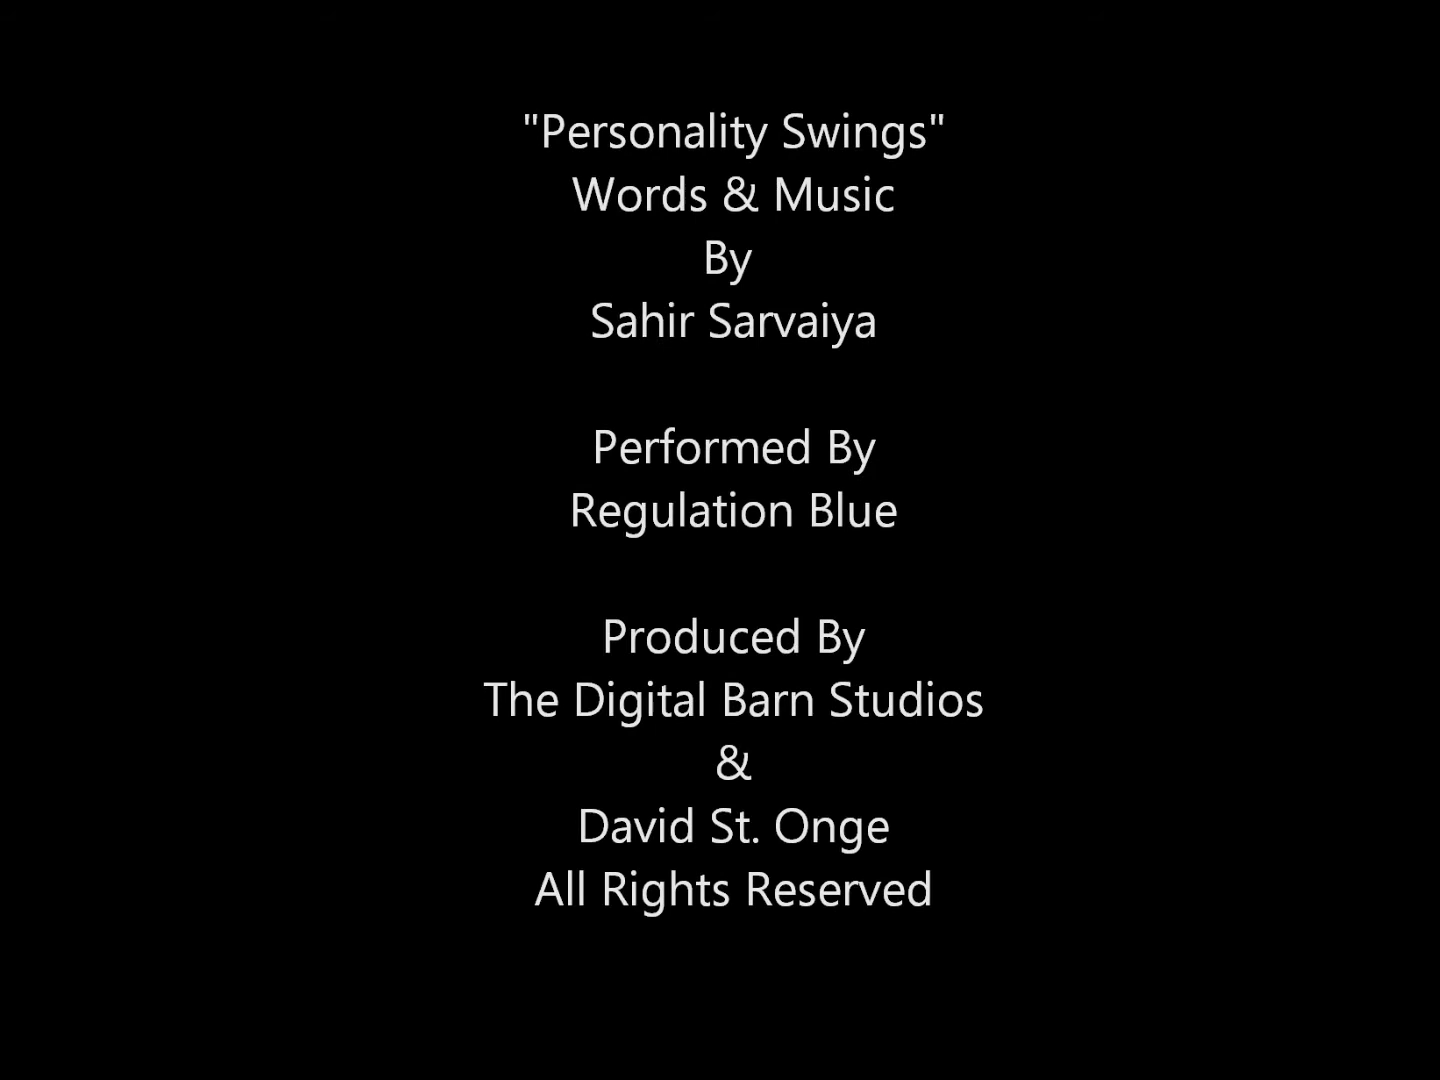 "Personality Swings"
Words & Music
By
Sahir Sarvaiya
Performed By
Regulation Blue
Produced By
The Digital Barn Studios
&
David St. Onge
All Rights Reserved